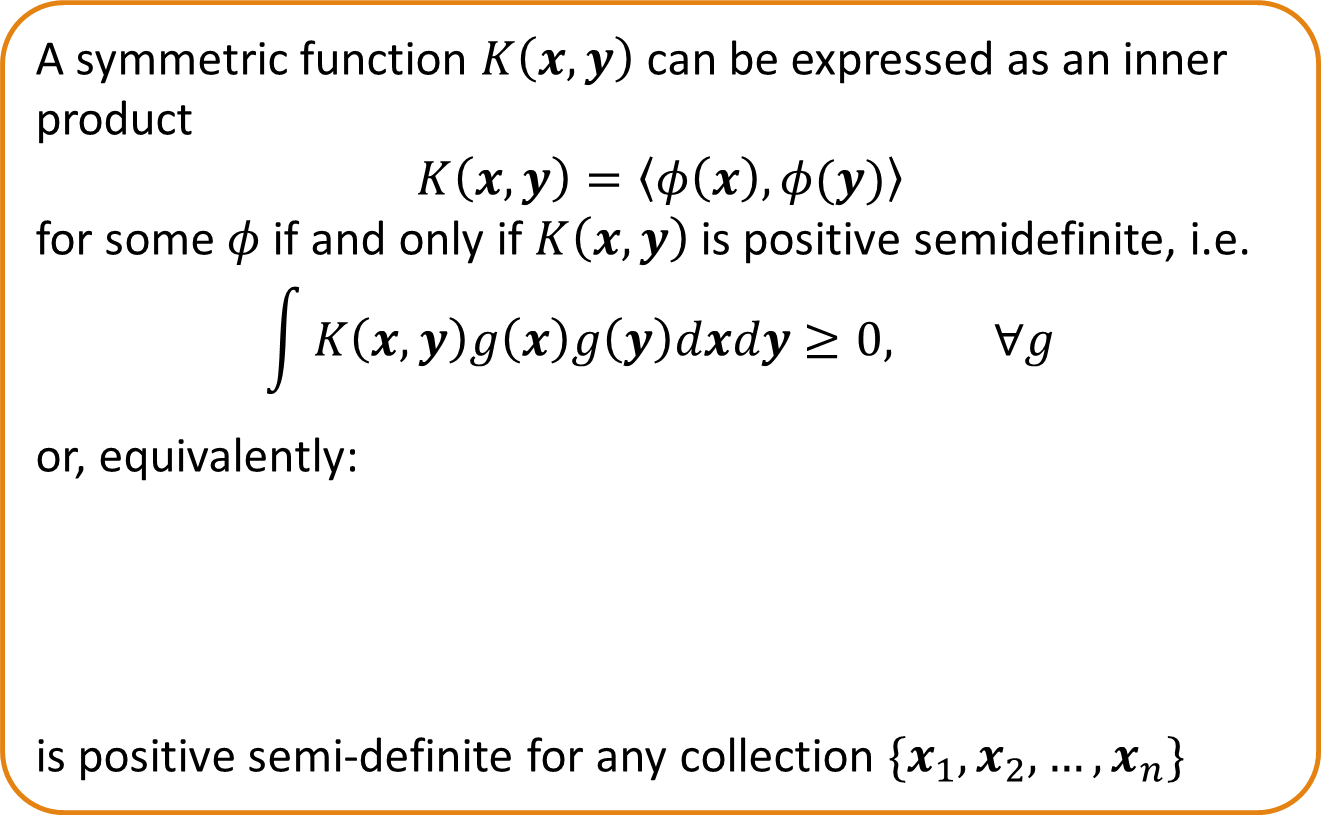 A symmetric function K(𝒙, 𝒚) can be expressed as an inner
product
K(𝒙, 𝒚) = ⟨ϕ(𝒙), ϕ(𝒚)⟩
for some ϕ if and only if K(𝒙, 𝒚) is positive semidefinite, i.e.
∫ K(𝒙, 𝒚)g(𝒙)g(𝒚)d𝒙d𝒚 ≥ 0, ∀g
or, equivalently:
is positive semi-definite for any collection {𝒙₁, 𝒙₂, … , 𝒙ₙ}